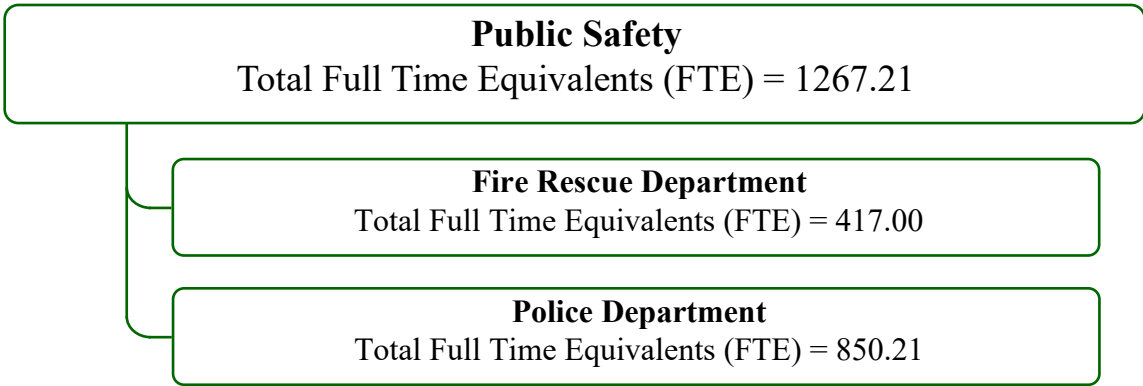 Public Safety
Total Full Time Equivalents (FTE) = 1267.21
Fire Rescue Department
Total Full Time Equivalents (FTE) = 417.00
Police Department
Total Full Time Equivalents (FTE) = 850.21